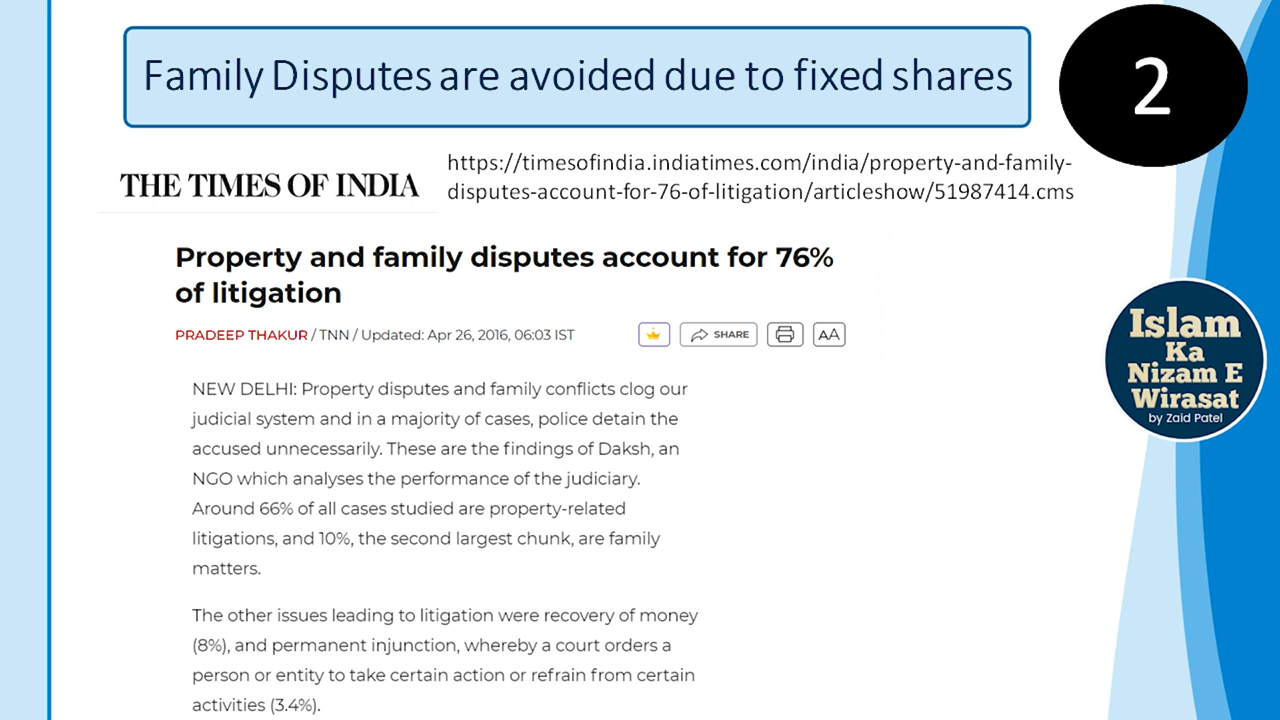 Family Disputes are avoided due to fixed shares
2
THE TIMES OF INDIA
https://timesofindia.indiatimes.com/india/property-and-family-
disputes-account-for-76-of-litigation/articleshow/51987414.cms
Property and family disputes account for 76%
of litigation
PRADEEP THAKUR / TNN / Updated: Apr 26, 2016, 06:03 IST
SHARE
AA
NEW DELHI: Property disputes and family conflicts clog our
judicial system and in a majority of cases, police detain the
accused unnecessarily. These are the findings of Daksh, an
NGO which analyses the performance of the judiciary.
Around 66% of all cases studied are property-related
litigations, and 10%, the second largest chunk, are family
matters.
The other issues leading to litigation were recovery of money
(8%), and permanent injunction, whereby a court orders a
person or entity to take certain action or refrain from certain
activities (3.4%).
Islam
Ka
Nizam E
Wirasat
by Zaid Patel